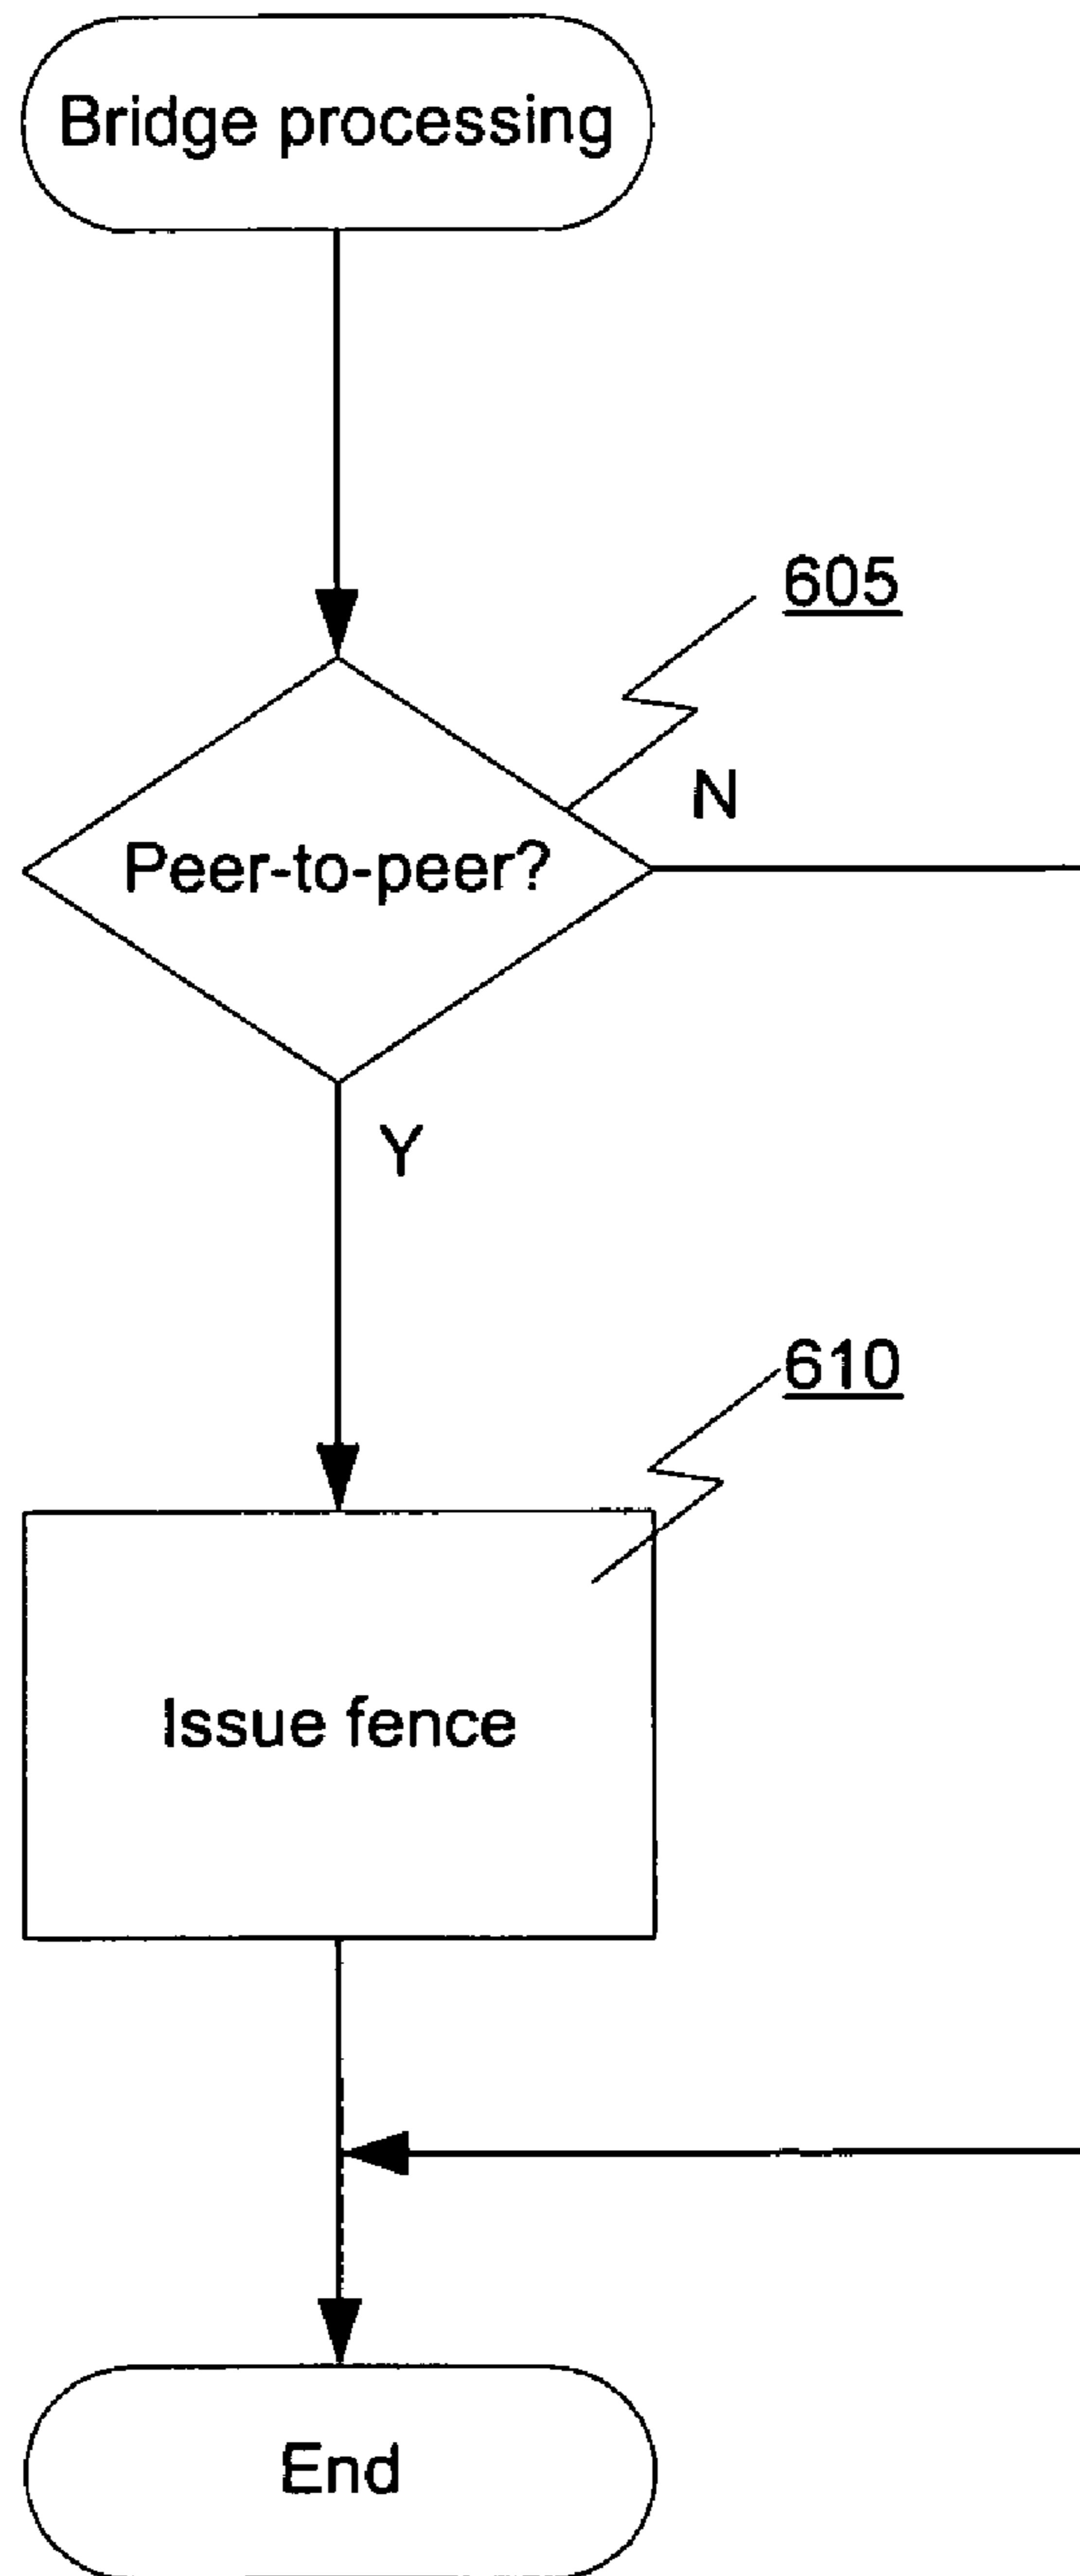 Bridge processing
605
N
Peer-to-peer?
Y
610
Issue fence
End